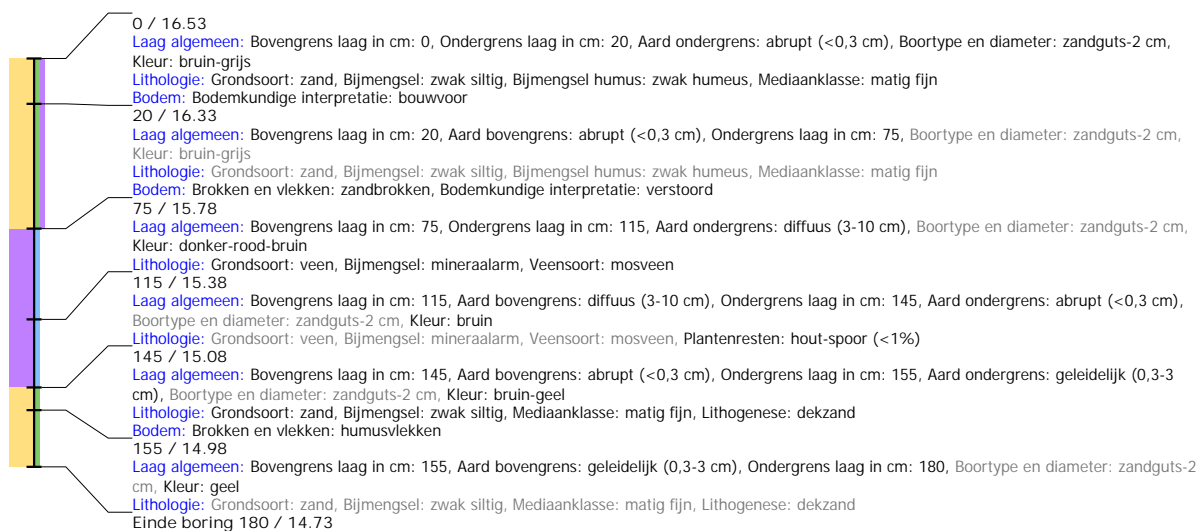 0 / 16.53
Laag algemeen: Bovengrens laag in cm: 0, Ondergrens laag in cm: 20, Aard ondergrens: abrupt (<0,3 cm), Boortype en diameter: zandguts-2 cm,
Kleur: bruin-grijs
Lithologie: Grondsoort: zand, Bijmengsel: zwak siltig, Bijmengsel humus: zwak humeus, Mediaanklasse: matig fijn
Bodem: Bodemkundige interpretatie: bouwvoor
20 / 16.33
Laag algemeen: Bovengrens laag in cm: 20, Aard bovengrens: abrupt (<0,3 cm), Ondergrens laag in cm: 75, Boortype en diameter: zandguts-2 cm,
Kleur: bruin-grijs
Lithologie: Grondsoort: zand, Bijmengsel: zwak siltig, Bijmengsel humus: zwak humeus, Mediaanklasse: matig fijn
Bodem: Brokken en vlekken: zandbrokken, Bodemkundige interpretatie: verstoord
75 / 15.78
Laag algemeen: Bovengrens laag in cm: 75, Ondergrens laag in cm: 115, Aard ondergrens: diffuus (3-10 cm), Boortype en diameter: zandguts-2 cm,
Kleur: donker-rood-bruin
Lithologie: Grondsoort: veen, Bijmengsel: mineraalarm, Veensoort: mosveen
115 / 15.38
Laag algemeen: Bovengrens laag in cm: 115, Aard bovengrens: diffuus (3-10 cm), Ondergrens laag in cm: 145, Aard ondergrens: abrupt (<0,3 cm),
Boortype en diameter: zandguts-2 cm, Kleur: bruin
Lithologie: Grondsoort: veen, Bijmengsel: mineraalarm, Veensoort: mosveen, Plantenresten: hout-spoor (<1%)
145 / 15.08
Laag algemeen: Bovengrens laag in cm: 145, Aard bovengrens: abrupt (<0,3 cm), Ondergrens laag in cm: 155, Aard ondergrens: geleidelijk (0,3-3
cm), Boortype en diameter: zandguts-2 cm, Kleur: bruin-geel
Lithologie: Grondsoort: zand, Bijmengsel: zwak siltig, Mediaanklasse: matig fijn, Lithogenese: dekzand
Bodem: Brokken en vlekken: humusvlekken
155 / 14.98
Laag algemeen: Bovengrens laag in cm: 155, Aard bovengrens: geleidelijk (0,3-3 cm), Ondergrens laag in cm: 180, Boortype en diameter: zandguts-2
cm, Kleur: geel
Lithologie: Grondsoort: zand, Bijmengsel: zwak siltig, Mediaanklasse: matig fijn, Lithogenese: dekzand
Einde boring 180 / 14.73